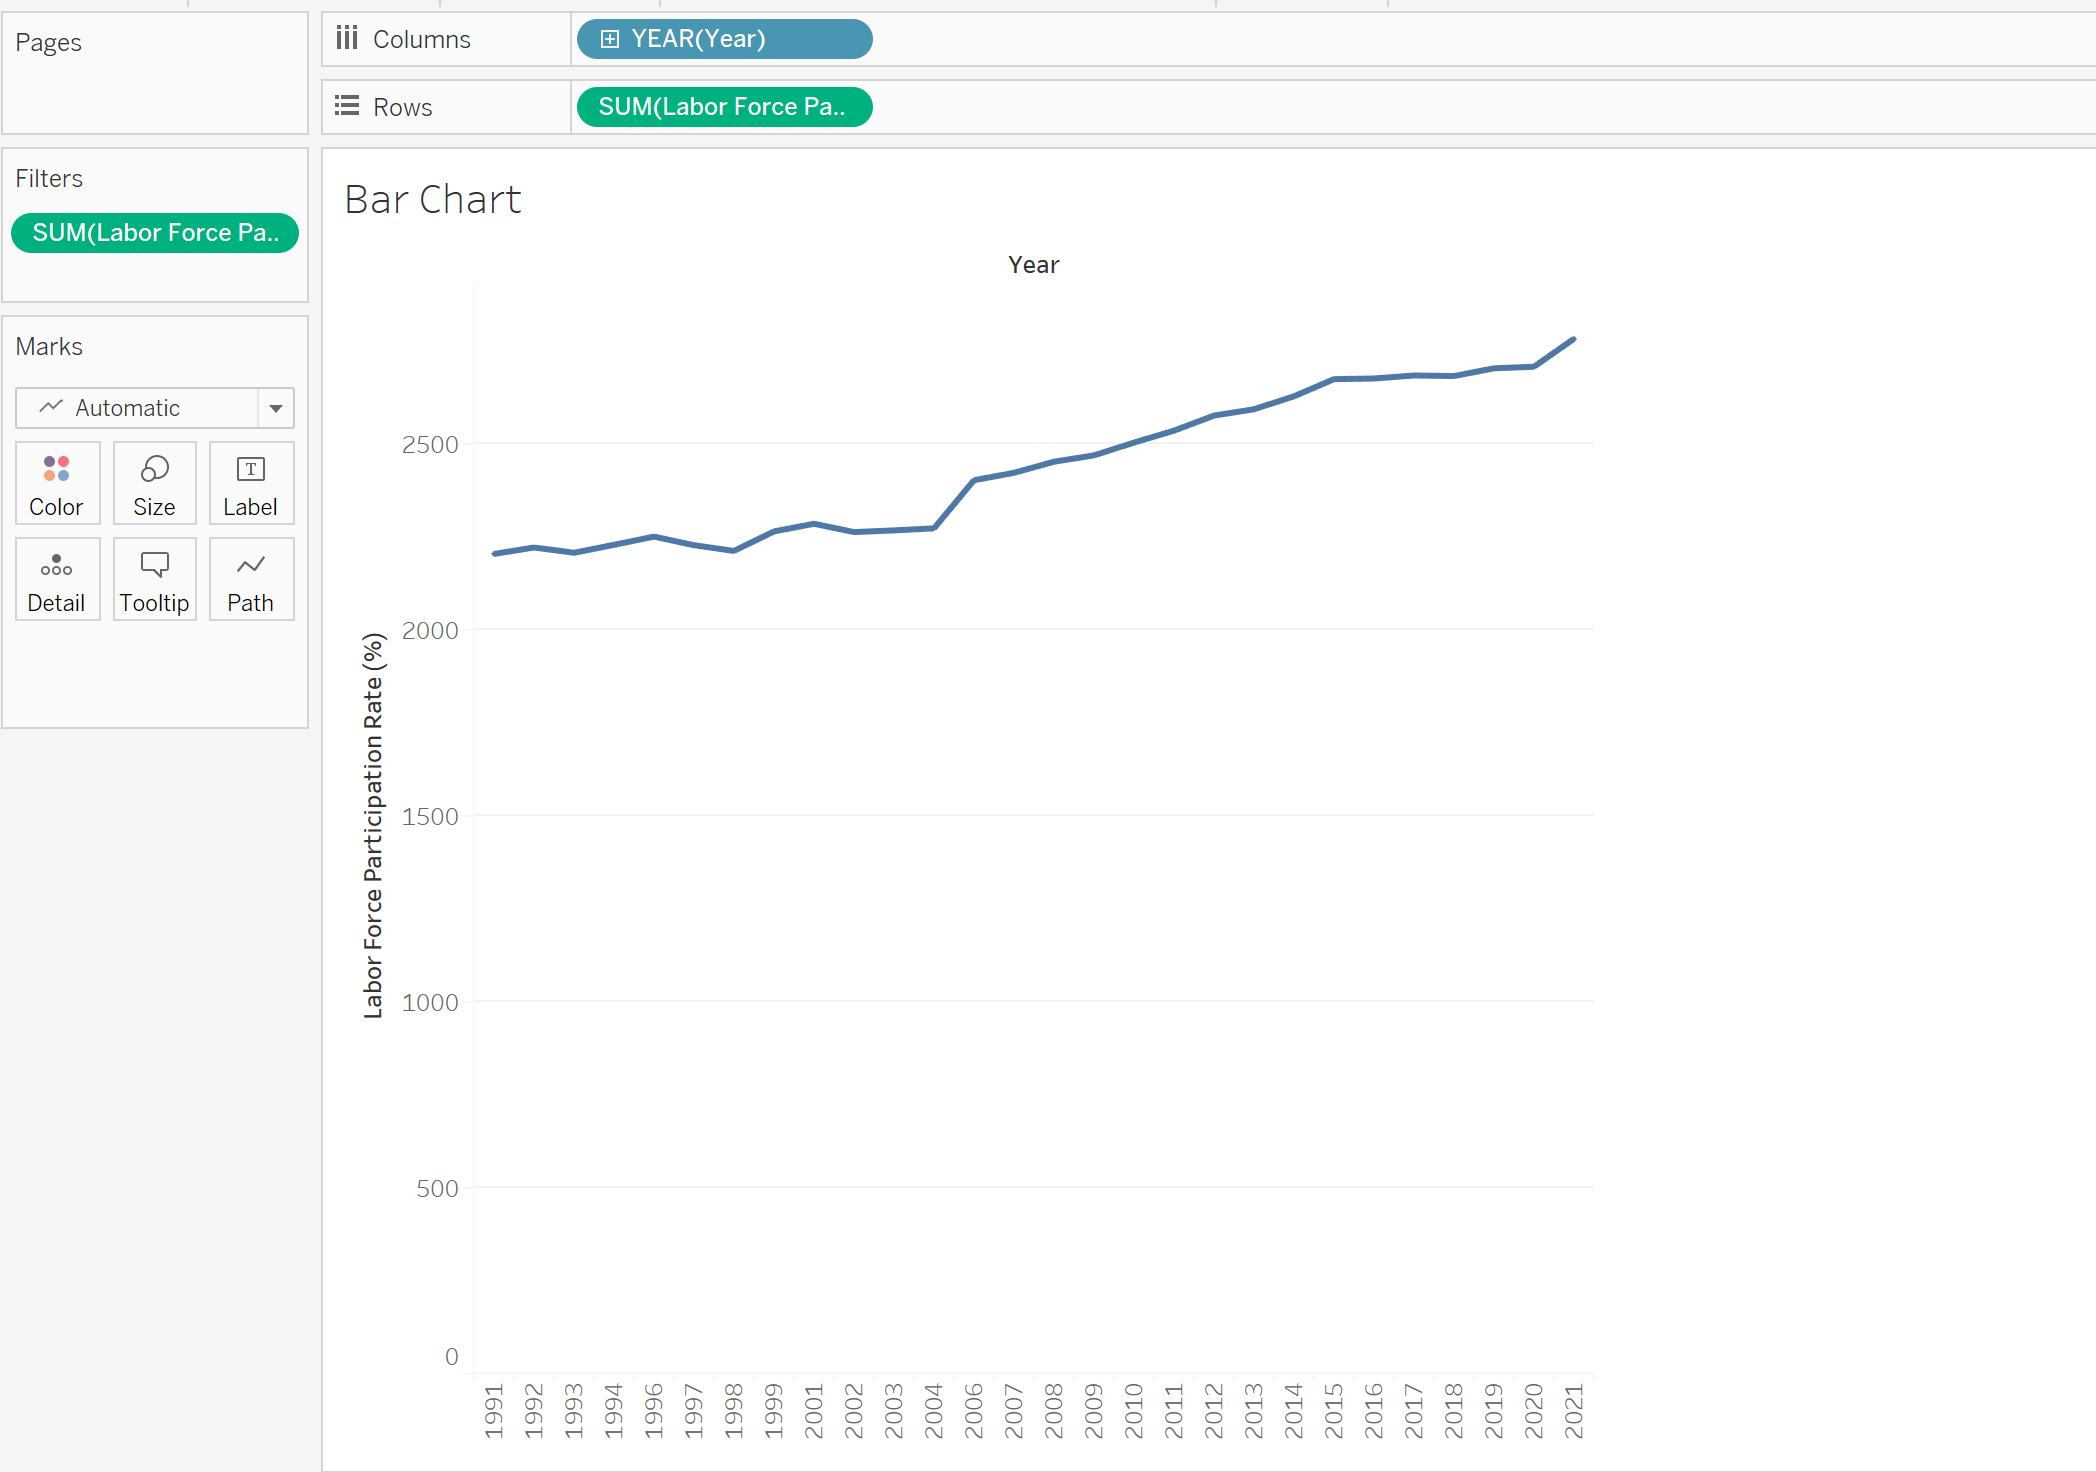 Pages
Columns
YEAR(Year)
Rows
SUM(Labor Force Pa..
Filters
SUM(Labor Force Pa..
Marks
Automatic
Color
Size
T
Label
Detail
Tooltip
Path
Bar Chart
Year
Labor Force Participation Rate (%)
2500
2000
1500
1000
500
0
1991
1992
1993
1994
1996
1997
1998
1999
2001
2002
2003
2004
2006
2007
2008
2009
2010
2011
2012
2013
2014
2015
2016
2017
2018
2019
2020
2021